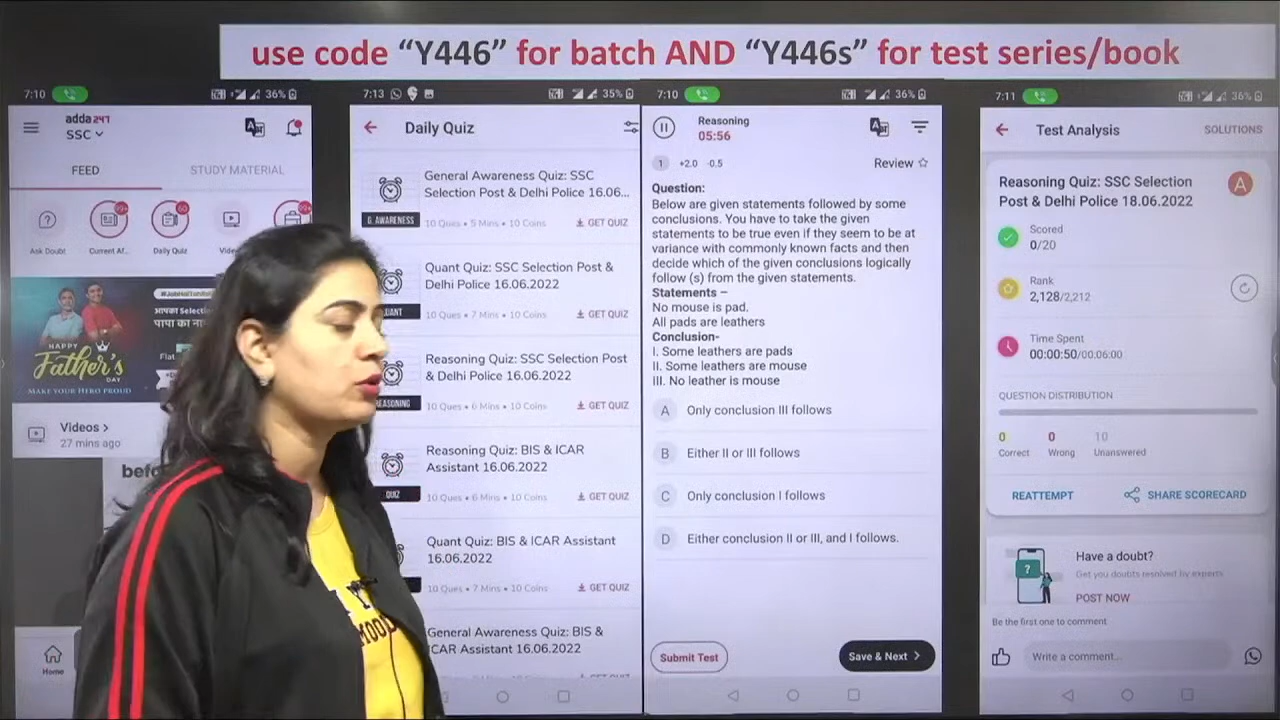 use code “Y446” for batch AND “Y446s” for test series/book
7:10
36%
adda247
SSC
FEED
STUDY MATERIAL
99+
60
99+
Ask Doubt
Current Af...
Daily Quiz
HAPPY
Father's
DAY
MAKE YOUR HERO PROUD
आपका
पापा का
Flat
Videos >
27 mins ago
Home
7:13
35%
Daily Quiz
General Awareness Quiz: SSC
Selection Post & Delhi Police 16.06...
G. AWARENESS
10 Ques • 5 Mins • 10 Coins
GET QUIZ
Quant Quiz: SSC Selection Post &
Delhi Police 16.06.2022
10 Ques • 7 Mins • 10 Coins
GET QUIZ
Reasoning Quiz: SSC Selection Post
& Delhi Police 16.06.2022
10 Ques • 6 Mins • 10 Coins
GET QUIZ
Reasoning Quiz: BIS & ICAR
Assistant 16.06.2022
QUIZ
10 Ques • 6 Mins • 10 Coins
GET QUIZ
Quant Quiz: BIS & ICAR Assistant
16.06.2022
10 Ques • 7 Mins • 10 Coins
GET QUIZ
General Awareness Quiz: BIS &
ICAR Assistant 16.06.2022
7:10
36%
Reasoning
05:56
1 +2.0 -0.5
Review
Question:
Below are given statements followed by some
conclusions. You have to take the given
statements to be true even if they seem to be at
variance with commonly known facts and then
decide which of the given conclusions logically
follow (s) from the given statements.
Statements –
No mouse is pad.
All pads are leathers
Conclusion-
I. Some leathers are pads
II. Some leathers are mouse
III. No leather is mouse
A Only conclusion III follows
B Either II or III follows
C Only conclusion I follows
D Either conclusion II or III, and I follows.
Submit Test
Save & Next >
7:11
36%
Test Analysis
SOLUTIONS
Reasoning Quiz: SSC Selection
Post & Delhi Police 18.06.2022
A
Scored
0/20
Rank
2,128/2,212
Time Spent
00:00:50/00:06:00
QUESTION DISTRIBUTION
0 0 10
Correct Wrong Unanswered
REATTEMPT
SHARE SCORECARD
Have a doubt?
Get you doubts resolved by experts
POST NOW
Be the first one to comment
Write a comment...